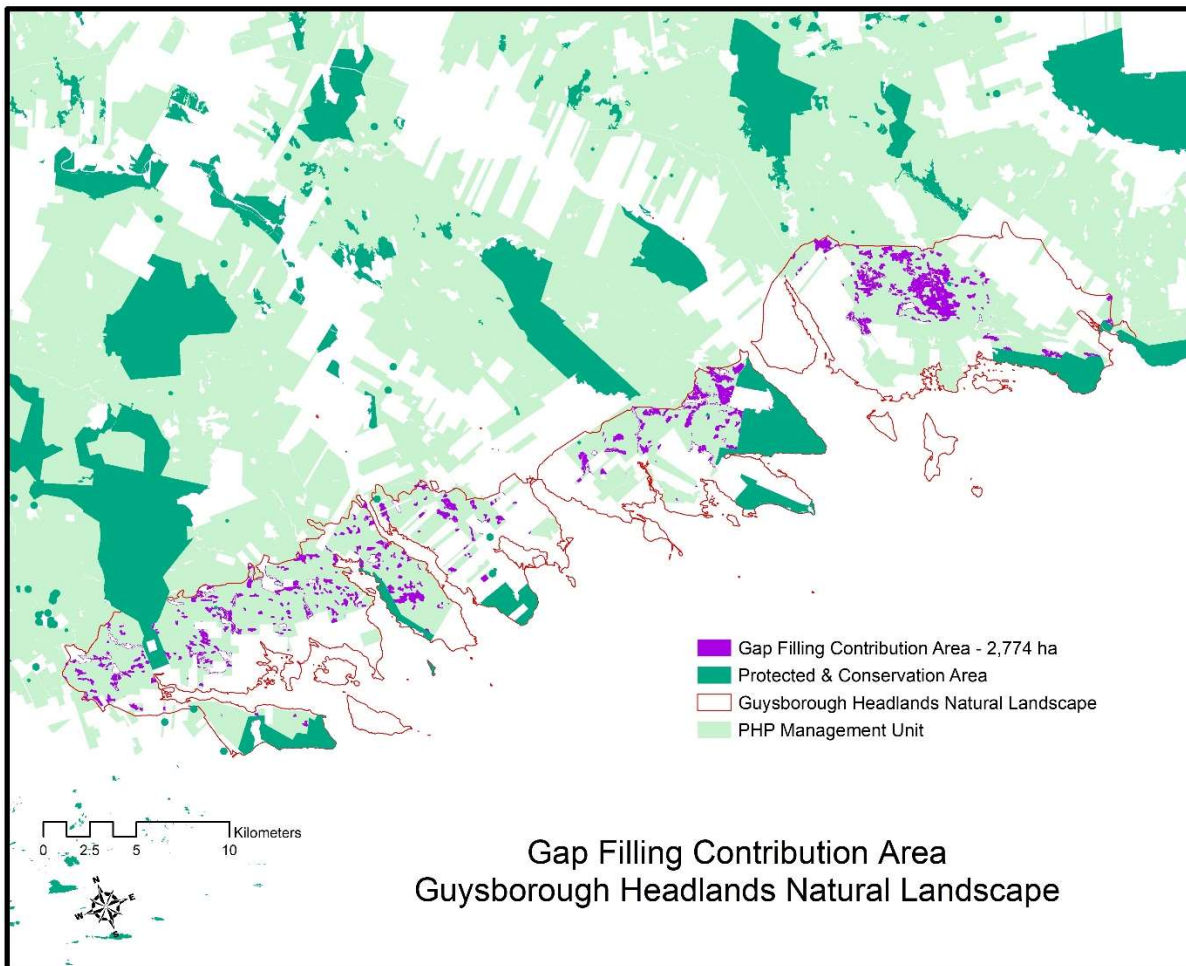 Gap Filling Contribution Area - 2,774 ha
Protected & Conservation Area
Guysborough Headlands Natural Landscape
PHP Management Unit
Kilometers
0 2.5 5 10
N
W E
S
Gap Filling Contribution Area
Guysborough Headlands Natural Landscape